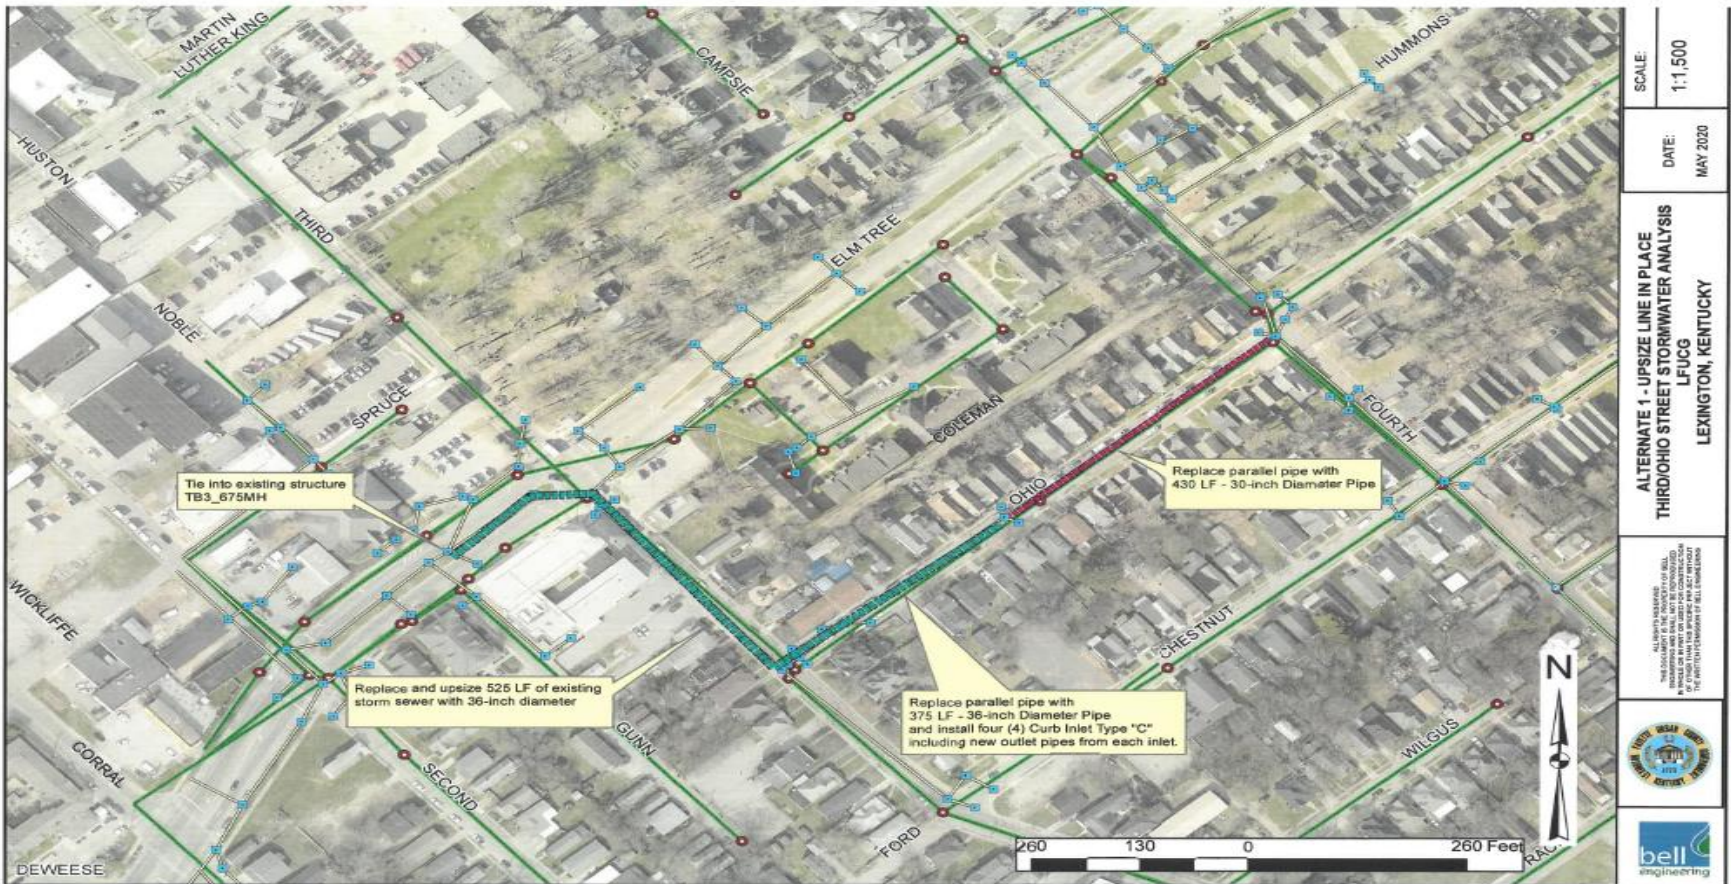 MARTIN
LUTHER KING
CAMPSIE
HUMMONS
HUSTON
THIRD
ELM TREE
NOBLE
SPRUCE
COLEMAN
FOURTH
OHIO
Tie into existing structure
TB3_675MH
Replace parallel pipe with
430 LF - 30-inch Diameter Pipe
WICKLIFFE
CHESTNUT
Replace and upsize 525 LF of existing
storm sewer with 36-inch diameter
Replace parallel pipe with
375 LF - 36-inch Diameter Pipe
and install four (4) Curb Inlet Type "C"
including new outlet pipes from each inlet.
GUNN
WILGUS
CORRAL
SECOND
FORD
DEWEESE
N
260 130 0 260 Feet
SCALE:
1:1,500
DATE:
MAY 2020
ALTERNATE 1 - UPSIZE LINE IN PLACE
THIRD/OHIO STREET STORMWATER ANALYSIS
LFUCG
LEXINGTON, KENTUCKY
ALL RIGHTS RESERVED
bell
engineering